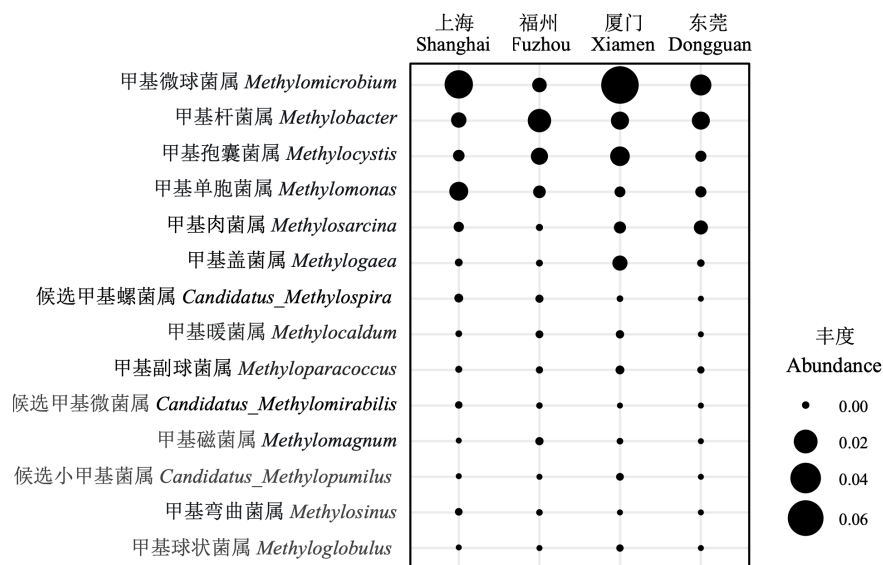 上海 福州 厦门 东莞
Shanghai Fuzhou Xiamen Dongguan
甲基微球菌属 Methylomicrobium
甲基杆菌属 Methylobacter
甲基孢囊菌属 Methylocystis
甲基单胞菌属 Methylomonas
甲基肉菌属 Methylosarcina
甲基盖菌属 Methylogaea
候选甲基螺菌属 Candidatus_Methylospira
甲基暖菌属 Methylocaldum
甲基副球菌属 Methyloparacoccus
候选甲基微菌属 Candidatus_Methylomirabilis
甲基磁菌属 Methylomagnum
候选小甲基菌属 Candidatus_Methylopumilus
甲基弯曲菌属 Methylosinus
甲基球状菌属 Methyloglobulus
丰度
Abundance
0.00
0.02
0.04
0.06